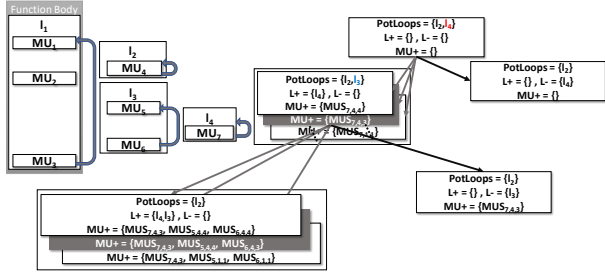 Function Body
l1
MU1
MU2
MU3
l2
MU4
l3
MU5
MU6
l4
MU7
PotLoops = {l2,l4}
L+ = {} , L- = {}
MU+ = {}
PotLoops = {l2}
L+ = {} , L- = {l4}
MU+ = {}
PotLoops = {l2,l3}
L+ = {l4} , L- = {}
MU+ = {MUS7,4,4}
MU+ = {MUS7,4,3}
PotLoops = {l2}
L+ = {} , L- = {l3}
MU+ = {MUS7,4,3}
PotLoops = {l2}
L+ = {l4,l3} , L- = {}
MU+ = {MUS7,4,3, MUS5,4,4, MUS6,4,4}
MU+ = {MUS7,4,3, MUS5,4,4, MUS6,4,3}
MU+ = {MUS7,4,3, MUS5,1,1, MUS6,1,1}